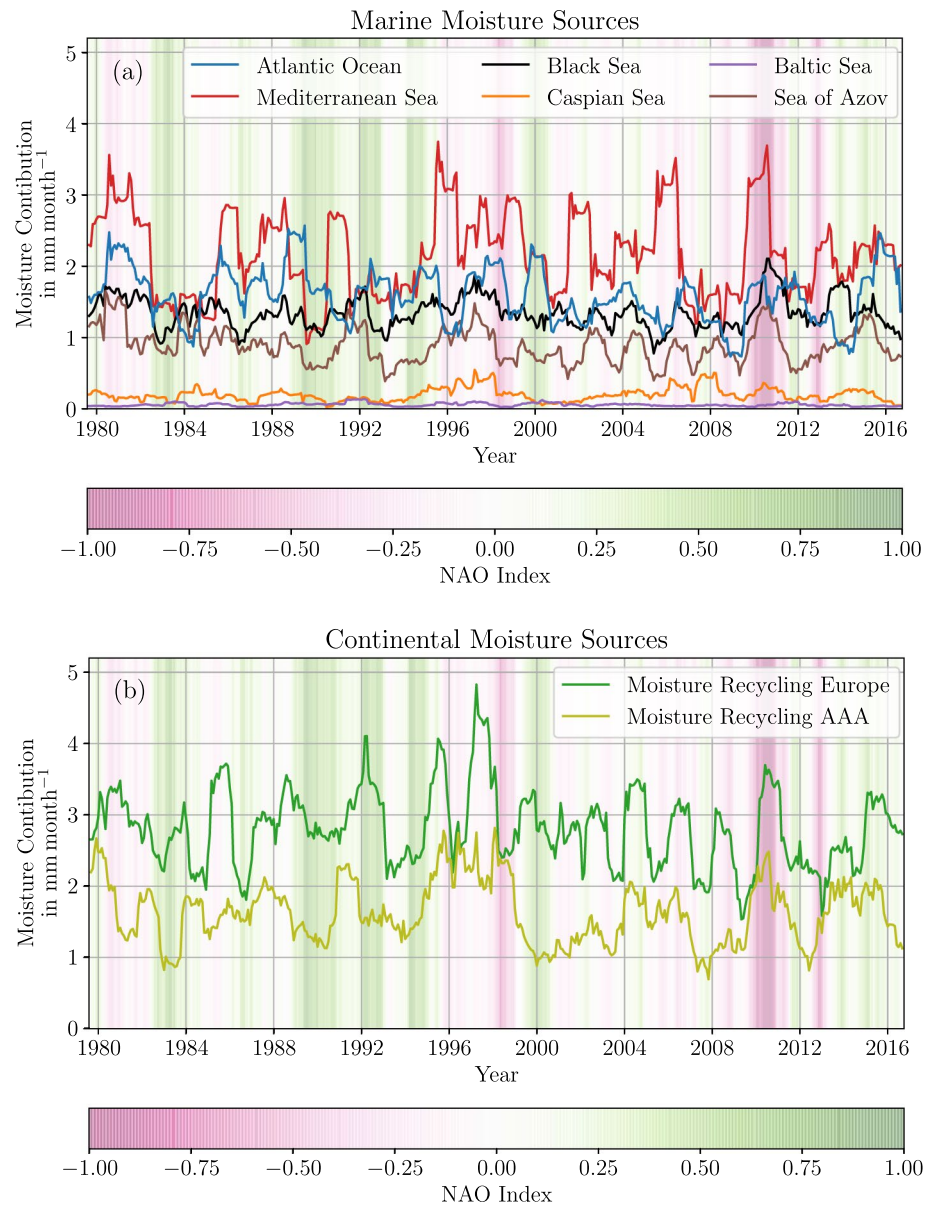 Marine Moisture Sources
(a)
Atlantic Ocean
Mediterranean Sea
Black Sea
Caspian Sea
Baltic Sea
Sea of Azov
Moisture Contibution
in mm month−1
5
4
3
2
1
0
1980 1984 1988 1992 1996 2000 2004 2008 2012 2016
Year
−1.00 −0.75 −0.50 −0.25 0.00 0.25 0.50 0.75 1.00
NAO Index
Continental Moisture Sources
(b)
Moisture Recycling Europe
Moisture Recycling AAA
Moisture Contibution
in mm month−1
5
4
3
2
1
0
1980 1984 1988 1992 1996 2000 2004 2008 2012 2016
Year
−1.00 −0.75 −0.50 −0.25 0.00 0.25 0.50 0.75 1.00
NAO Index